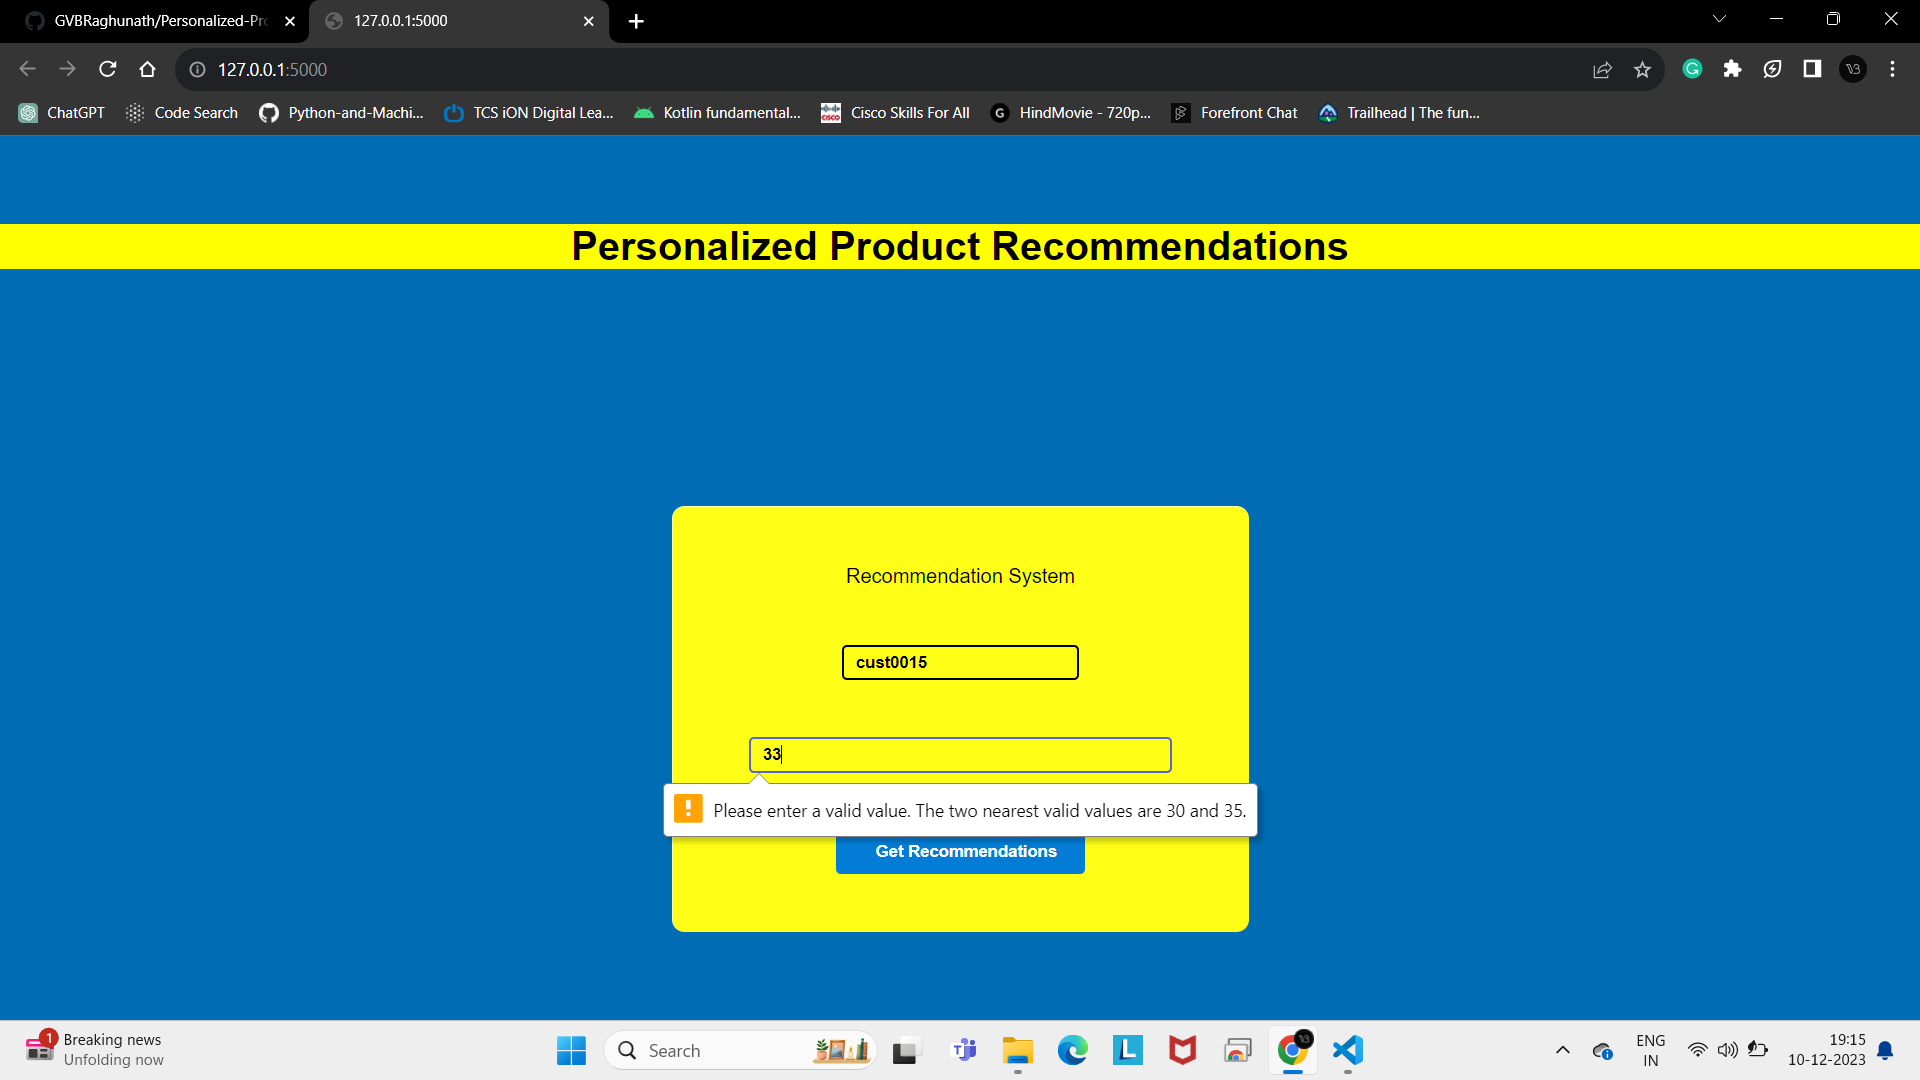 GVBRaghunath/Personalized-Pro
127.0.0.1:5000
127.0.0.1:5000
ChatGPT
Code Search
Python-and-Machi...
TCS iON Digital Lea...
Kotlin fundamental...
Cisco Skills For All
HindMovie - 720p...
Forefront Chat
Trailhead | The fun...
Personalized Product Recommendations
Recommendation System
cust0015
33
Please enter a valid value. The two nearest valid values are 30 and 35.
Get Recommendations
1
Breaking news
Unfolding now
Search
ENG
IN
19:15
10-12-2023